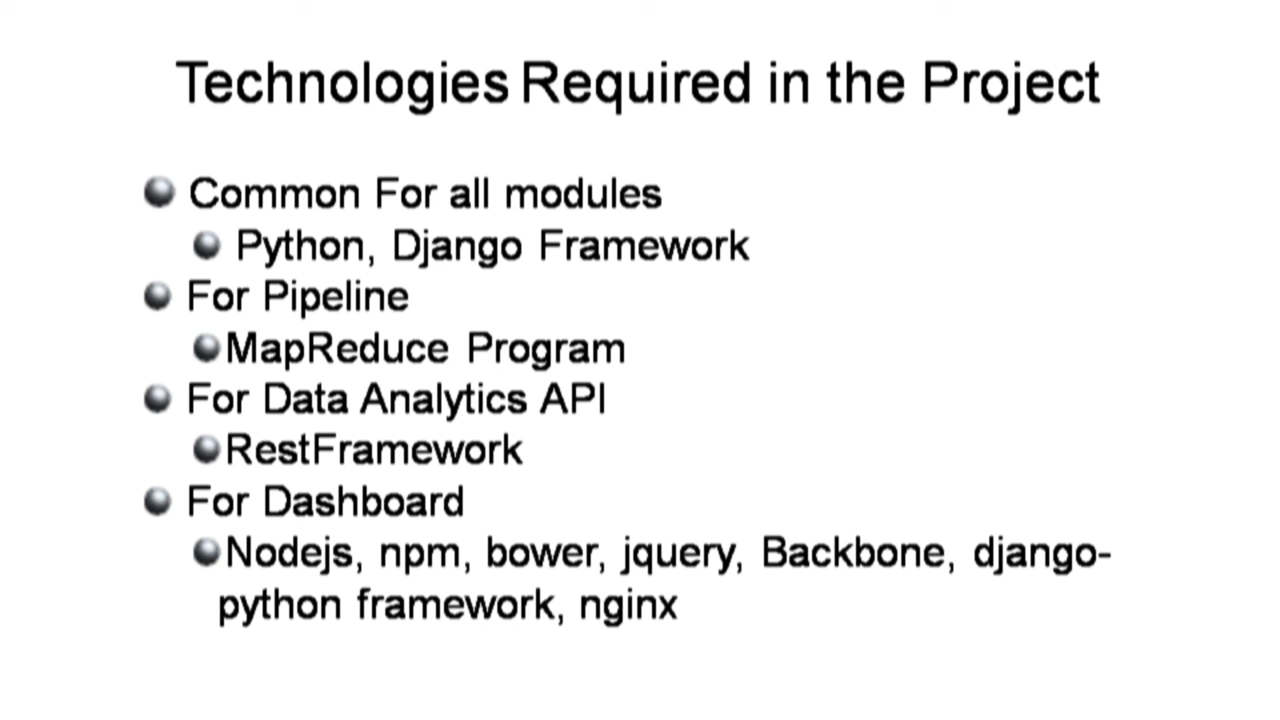 Technologies Required in the Project
Common For all modules
Python, Django Framework
For Pipeline
MapReduce Program
For Data Analytics API
RestFramework
For Dashboard
Nodejs, npm, bower, jquery, Backbone, django-
python framework, nginx